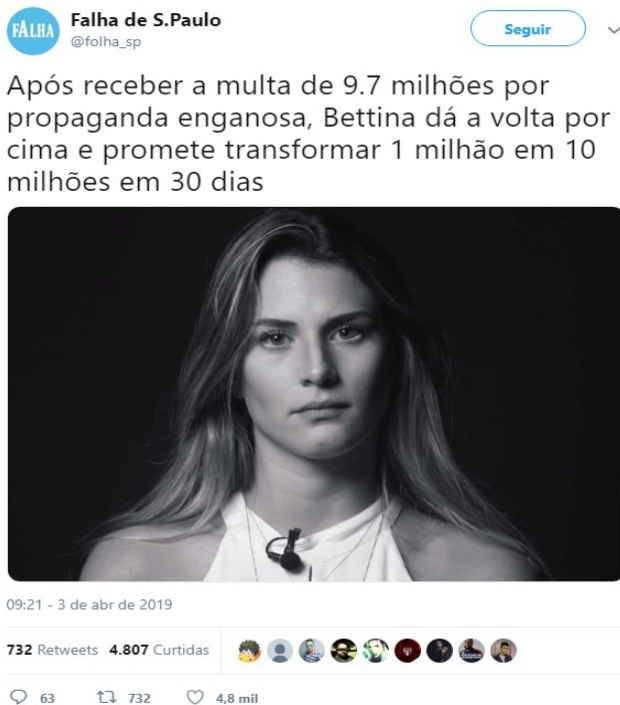 FALHA
Falha de S.Paulo
@folha_sp
Seguir
Após receber a multa de 9.7 milhões por
propaganda enganosa, Bettina dá a volta por
cima e promete transformar 1 milhão em 10
milhões em 30 dias
09:21 - 3 de abr de 2019
732 Retweets 4.807 Curtidas
63 732 4,8 mil